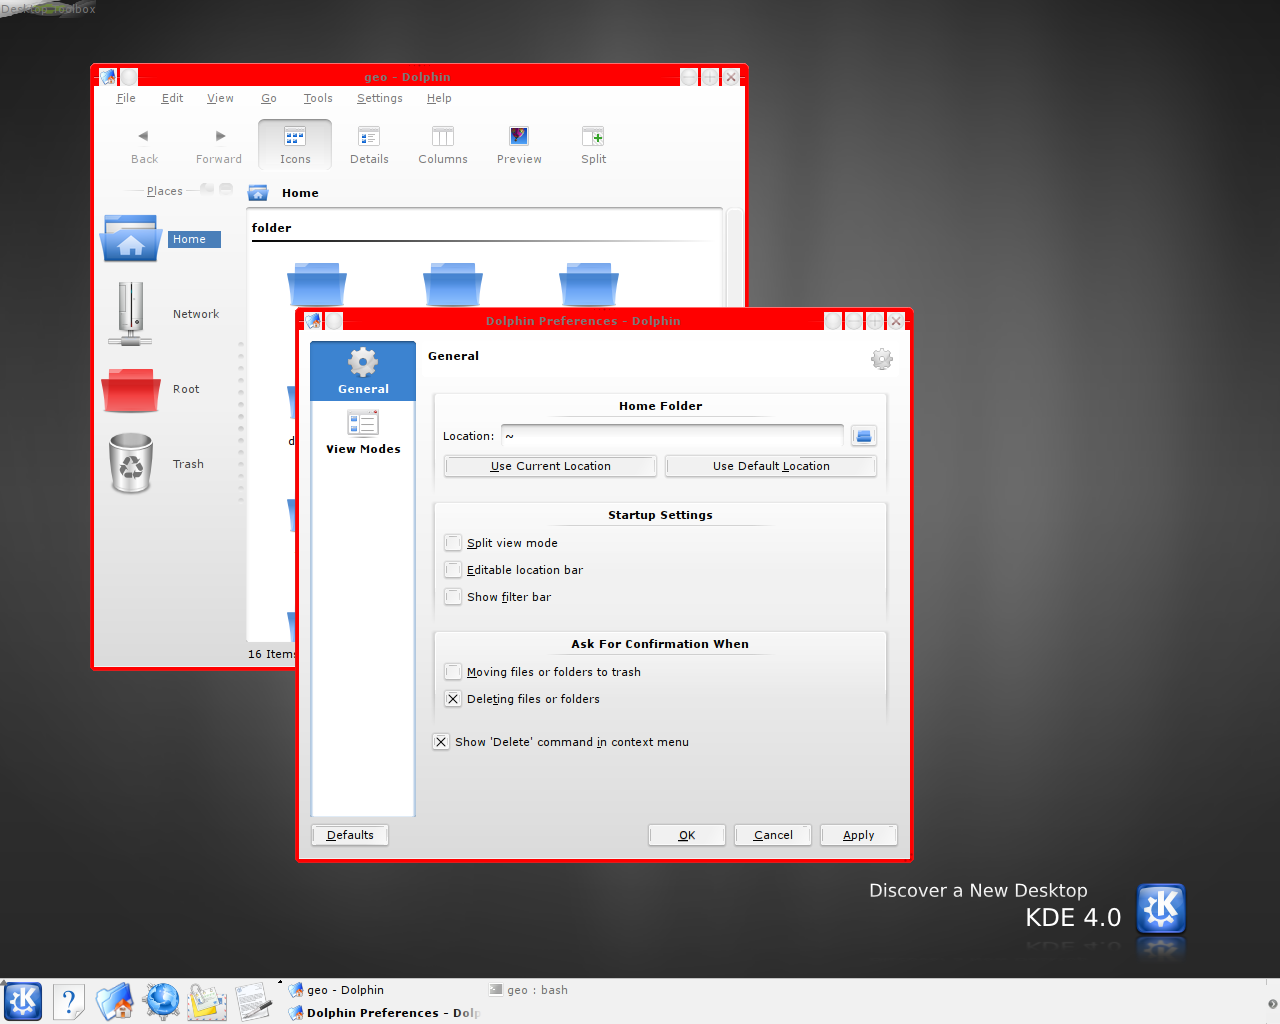 Desktop Toolbox
geo - Dolphin
File Edit View Go Tools Settings Help
Back Forward Icons Details Columns Preview Split
Places
Home
Home
folder
Network
Root
Trash
16 Items
Dolphin Preferences - Dolphin
General
View Modes
General
Home Folder
Location: ~
Use Current Location Use Default Location
Startup Settings
Split view mode
Editable location bar
Show filter bar
Ask For Confirmation When
Moving files or folders to trash
Deleting files or folders
Show 'Delete' command in context menu
Defaults OK Cancel Apply
Discover a New Desktop
KDE 4.0
geo - Dolphin geo : bash
Dolphin Preferences - Dolp